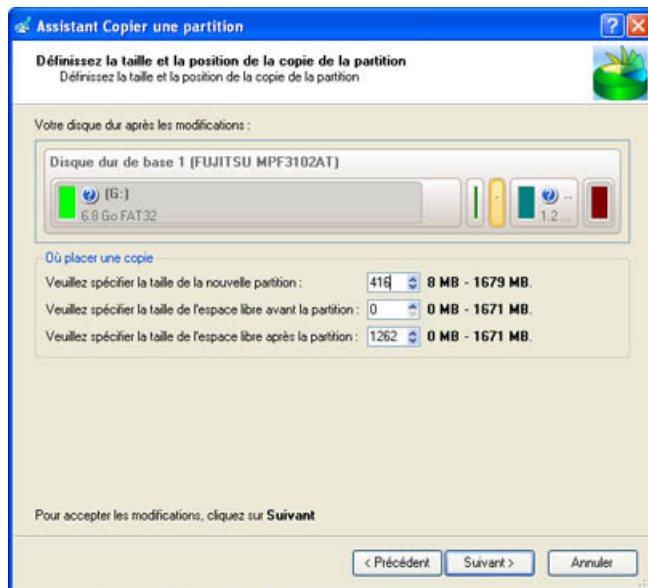 Assistant Copier une partition
Définissez la taille et la position de la copie de la partition
Définissez la taille et la position de la copie de la partition
Votre disque dur après les modifications :
Disque dur de base 1 (FUJITSU MPF3102AT)
(G:)
6.8 Go FAT32
1.2 ...
Où placer une copie
Veuillez spécifier la taille de la nouvelle partition : 416 8 MB - 1679 MB.
Veuillez spécifier la taille de l'espace libre avant la partition : 0 0 MB - 1671 MB.
Veuillez spécifier la taille de l'espace libre après la partition : 1262 0 MB - 1671 MB.
Pour accepter les modifications, cliquez sur Suivant
< Précédent Suivant > Annuler